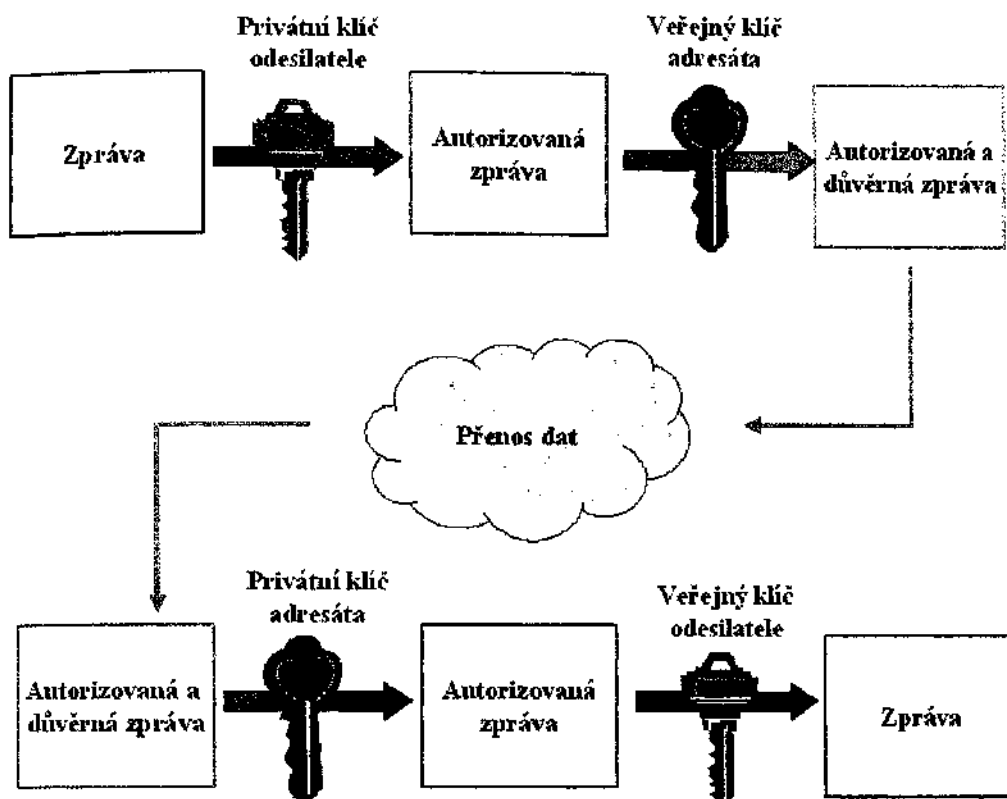 Privátní klíč
odesilatele
Veřejný klíč
adresáta
Zpráva
Autorizovaná
zpráva
Autorizovaná a
důvěrná zpráva
Přenos dat
Privátní klíč
adresáta
Veřejný klíč
odesilatele
Autorizovaná a
důvěrná zpráva
Autorizovaná
zpráva
Zpráva